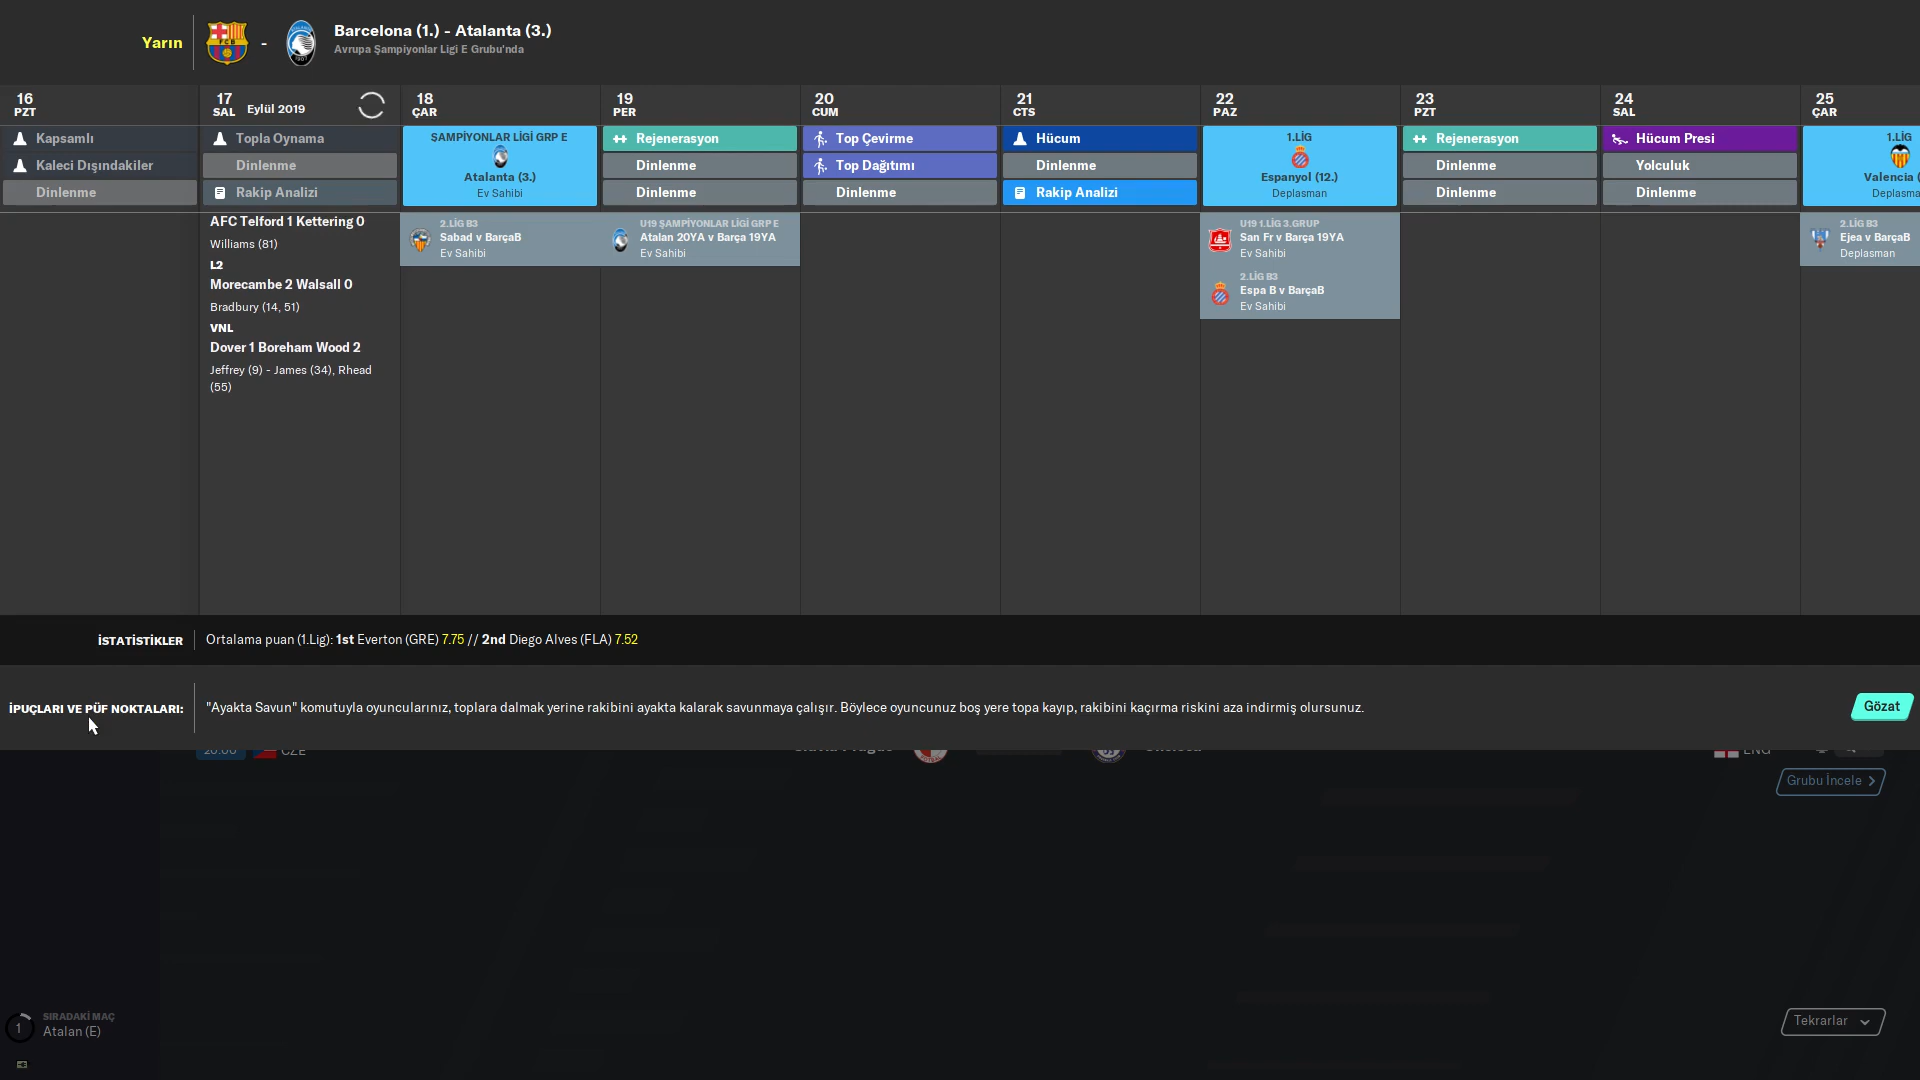 Yarın
-
Barcelona (1.) - Atalanta (3.)
Avrupa Şampiyonlar Ligi E Grubu'nda
16
PZT
17
SAL Eylül 2019
18
ÇAR
19
PER
20
CUM
21
CTS
22
PAZ
23
PZT
24
SAL
25
ÇAR
Kapsamlı
Kaleci Dışındakiler
Dinlenme
Topla Oynama
Dinlenme
Rakip Analizi
ŞAMPİYONLAR LİGİ GRP E
Atalanta (3.)
Ev Sahibi
Rejenerasyon
Dinlenme
Dinlenme
Top Çevirme
Top Dağıtımı
Dinlenme
Hücum
Dinlenme
Rakip Analizi
1.LİG
Espanyol (12.)
Deplasman
Rejenerasyon
Dinlenme
Dinlenme
Hücum Presi
Yolculuk
Dinlenme
1.LİG
Valencia (
Deplasma
AFC Telford 1 Kettering 0
Williams (81)
L2
Morecambe 2 Walsall 0
Bradbury (14, 51)
VNL
Dover 1 Boreham Wood 2
Jeffrey (9) - James (34), Rhead
(55)
2.LİG B3
Sabad v BarçaB
Ev Sahibi
U19 ŞAMPİYONLAR LİGİ GRP E
Atalan 20YA v Barça 19YA
Ev Sahibi
U19 1.LİG 3.GRUP
San Fr v Barça 19YA
Ev Sahibi
2.LİG B3
Espa B v BarçaB
Ev Sahibi
2.LİG B3
Ejea v BarçaB
Deplasman
İSTATİSTİKLER
Ortalama puan (1.Lig): 1st Everton (GRE) 7.75 // 2nd Diego Alves (FLA) 7.52
İPUÇLARI VE PÜF NOKTALARI:
"Ayakta Savun" komutuyla oyuncularınız, toplara dalmak yerine rakibini ayakta kalarak savunmaya çalışır. Böylece oyuncunuz boş yere topa kayıp, rakibini kaçırma riskini aza indirmiş olursunuz.
Gözat
CZE
ENG
Grubu İncele
1
SIRADAKİ MAÇ
Atalan (E)
Tekrarlar